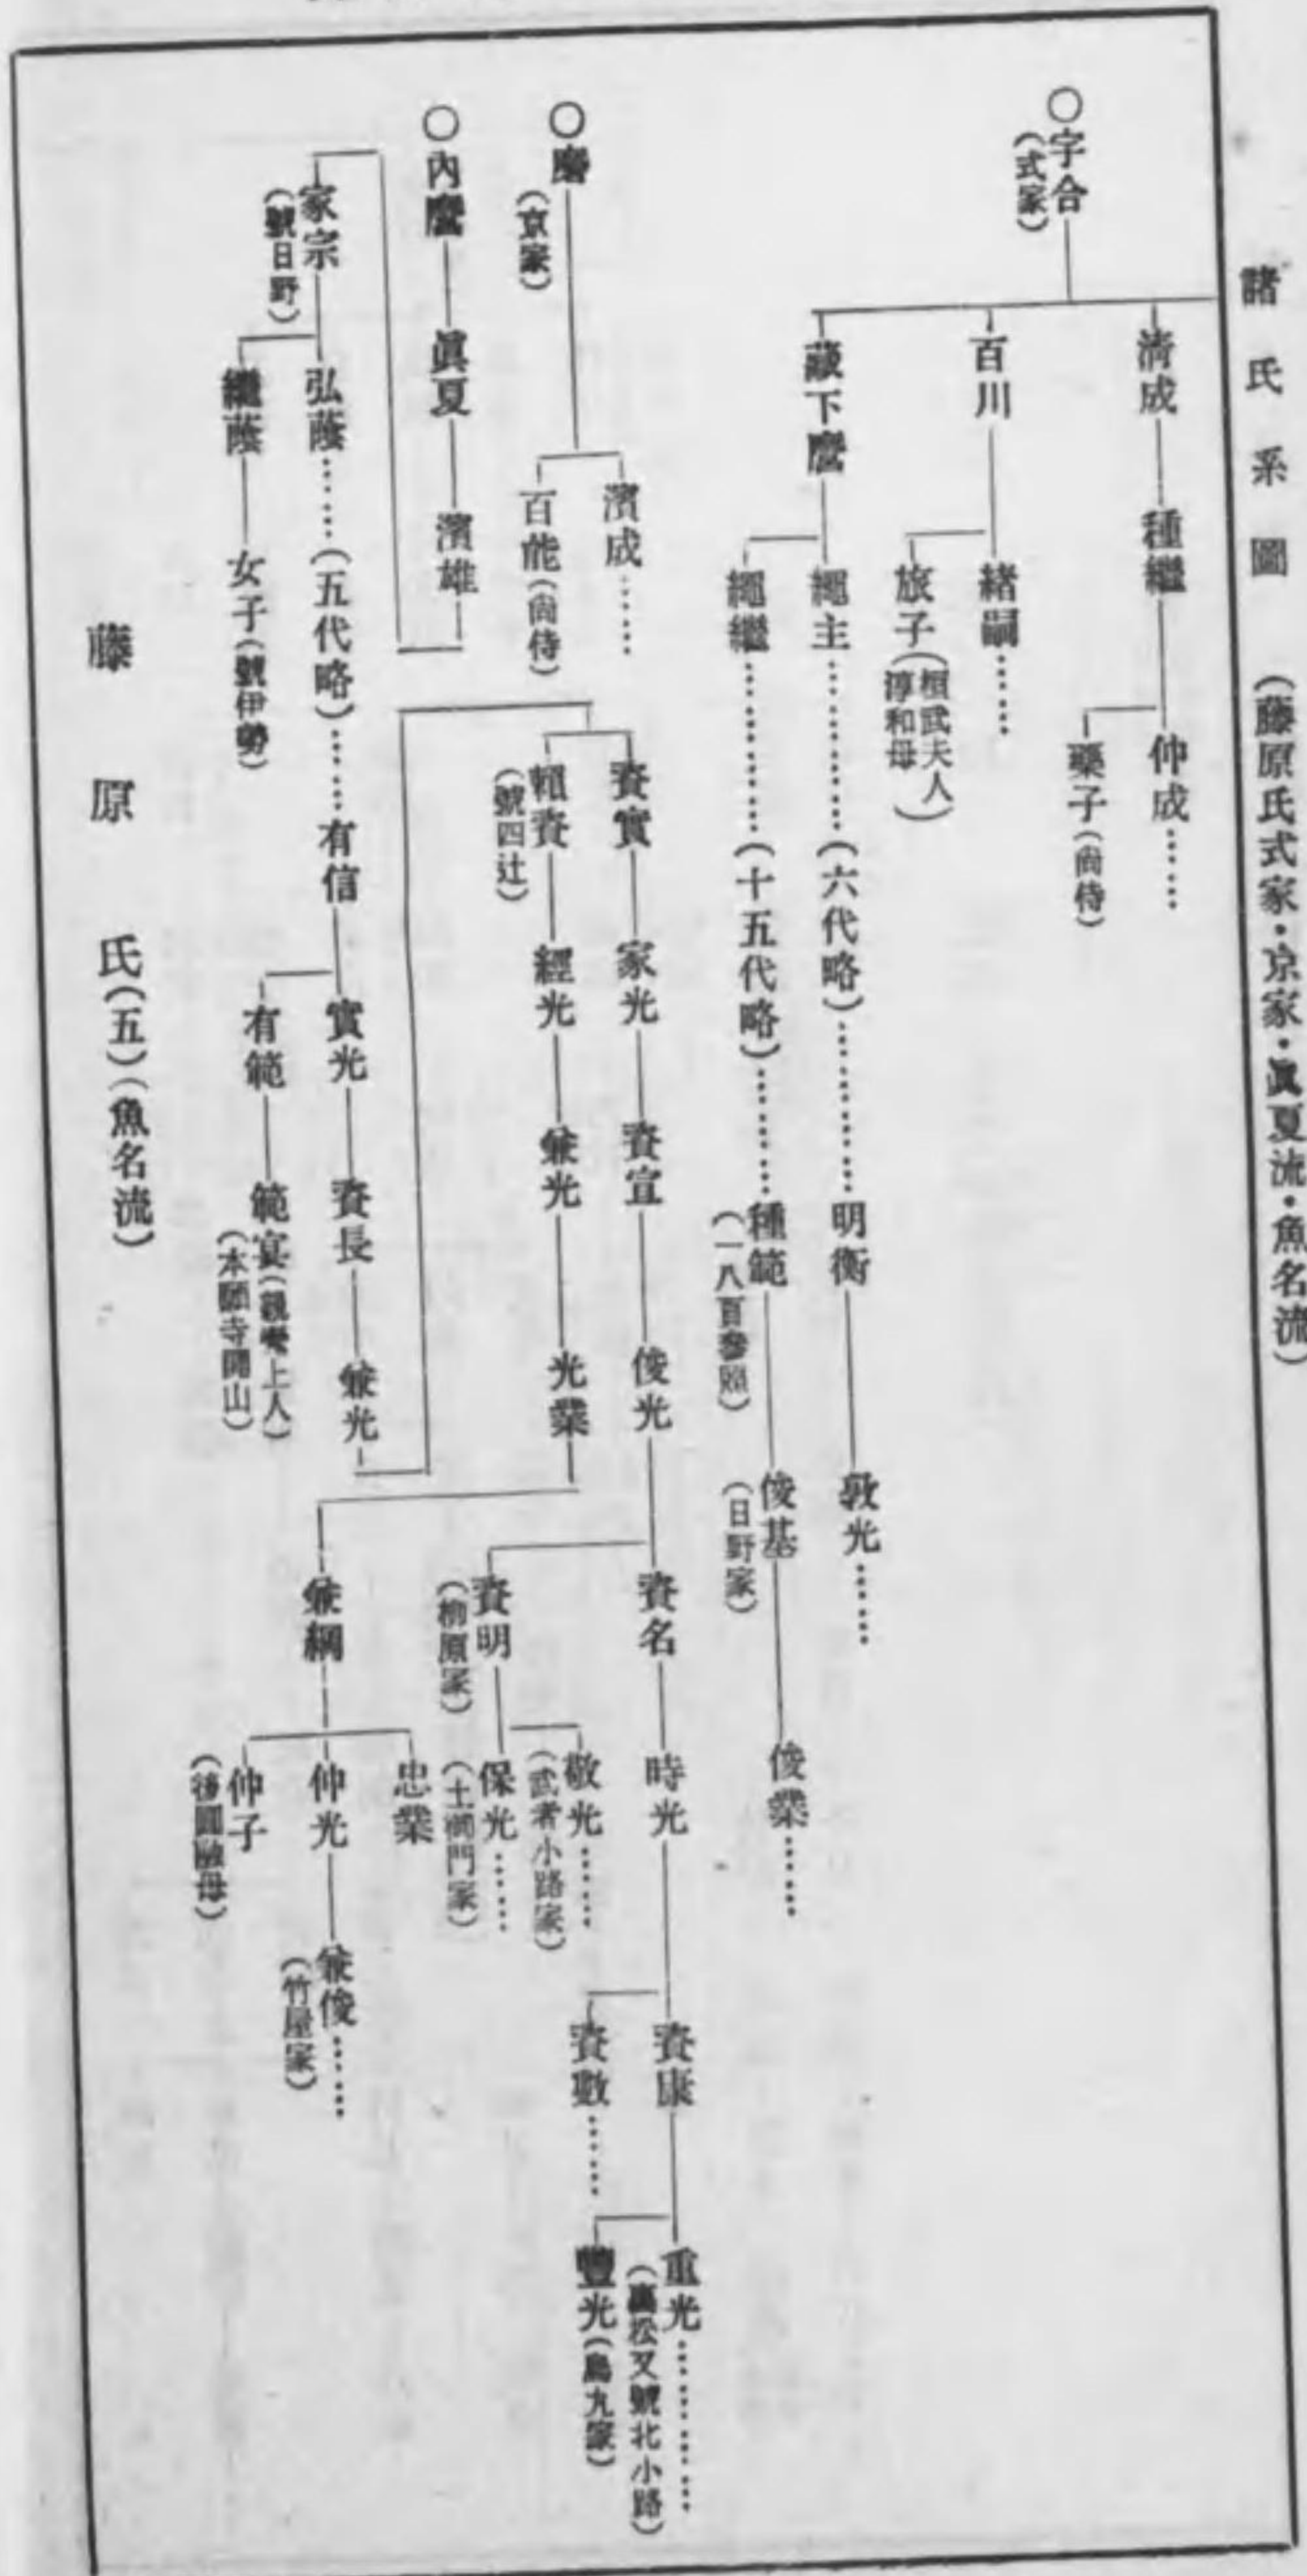 諸氏系圖 (藤原氏式家・京家・眞夏流・魚名流)
○宇合
(式家)
清成—種繼—仲成……
藥子(尙侍)
百川—緖嗣……
旅子(桓武夫人
淳和母)
藏下麿—繩主……(六代略)……明衡—敦光……
繩繼……(十五代略)……種範—俊基—俊業……
(一八頁參照)
(日野家)
○麿
(京家)
濱成……
百能(尙侍)
○內麿—眞夏—濱雄
家宗
(號日野)
弘蔭……(五代略)……有信—實光—資長—兼光
有範—範宴(親鸞上人)
(本願寺開山)
繼蔭—女子(號伊勢)
資實—家光—資宣—俊光—資名—時光—資康—重光……
(裏松又號北小路)
豐光(烏丸家)
資敎……
資明
(柳原家)
敬光……
(武者小路家)
保光……
(土御門家)
賴資—經光—兼光—光業
(號四辻)
兼綱
忠業
仲光—兼俊……
(竹屋家)
仲子
(後圓融母)
藤原氏(五)(魚名流)